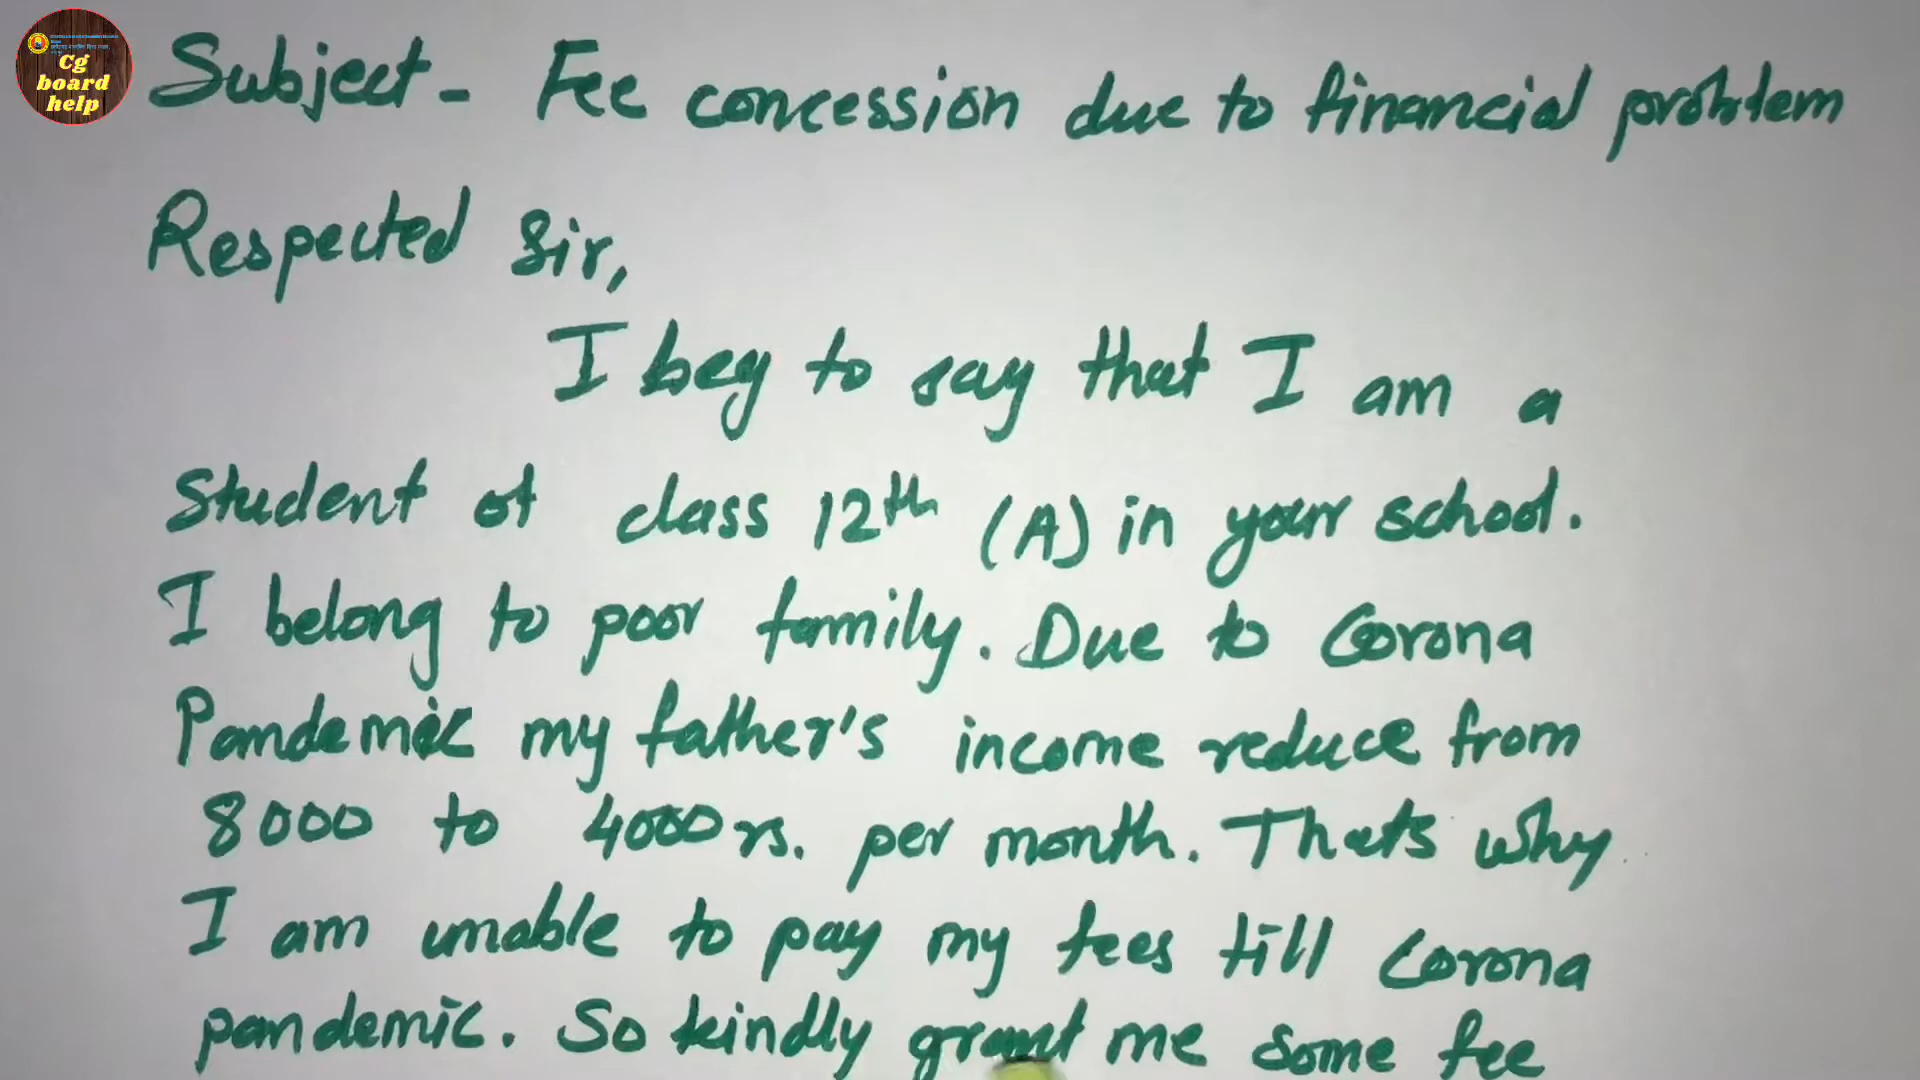 Cg
board
help
Subject - Fee concession due to financial problem
Respected Sir,
I beg to say that I am a
Student of class 12th (A) in your school.
I belong to poor family. Due to Corona
Pandemic my father's income reduce from
8000 to 4000 rs. per month. Thats why
I am unable to pay my fees till Corona
pandemic. So kindly grant me some fee